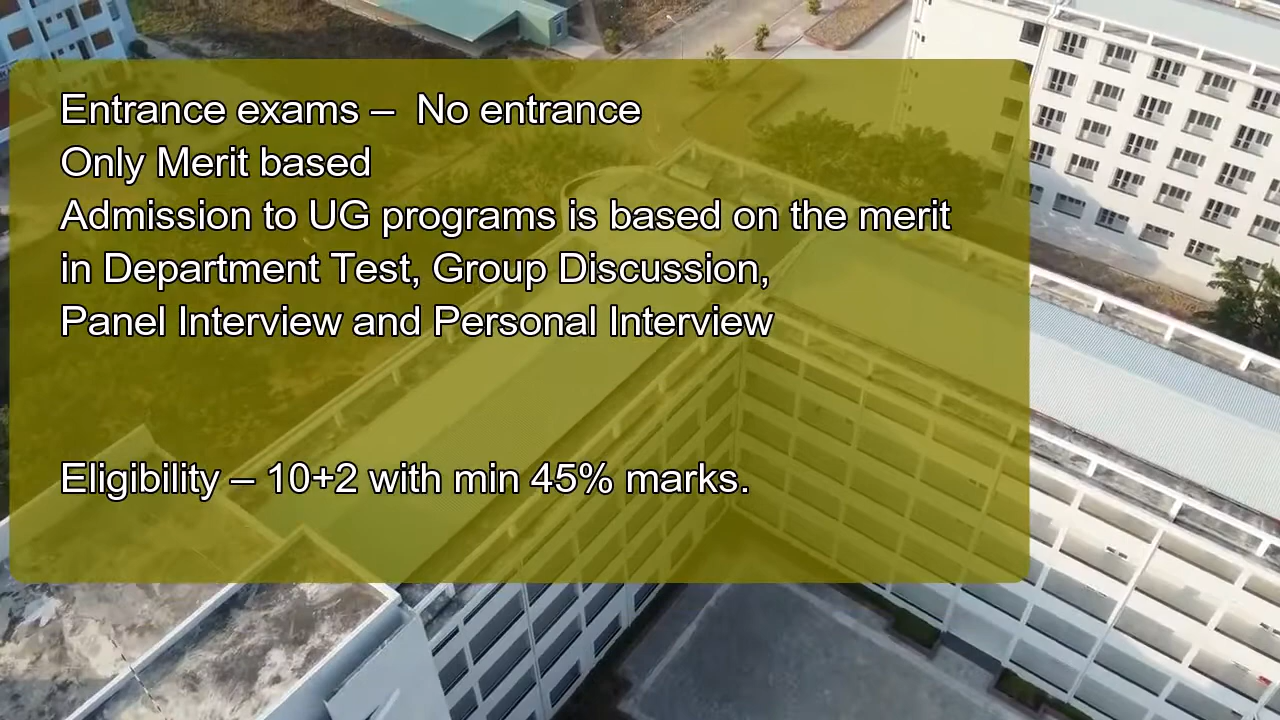 Entrance exams –  No entrance
Only Merit based
Admission to UG programs is based on the merit
in Department Test, Group Discussion,
Panel Interview and Personal Interview
Eligibility – 10+2 with min 45% marks.